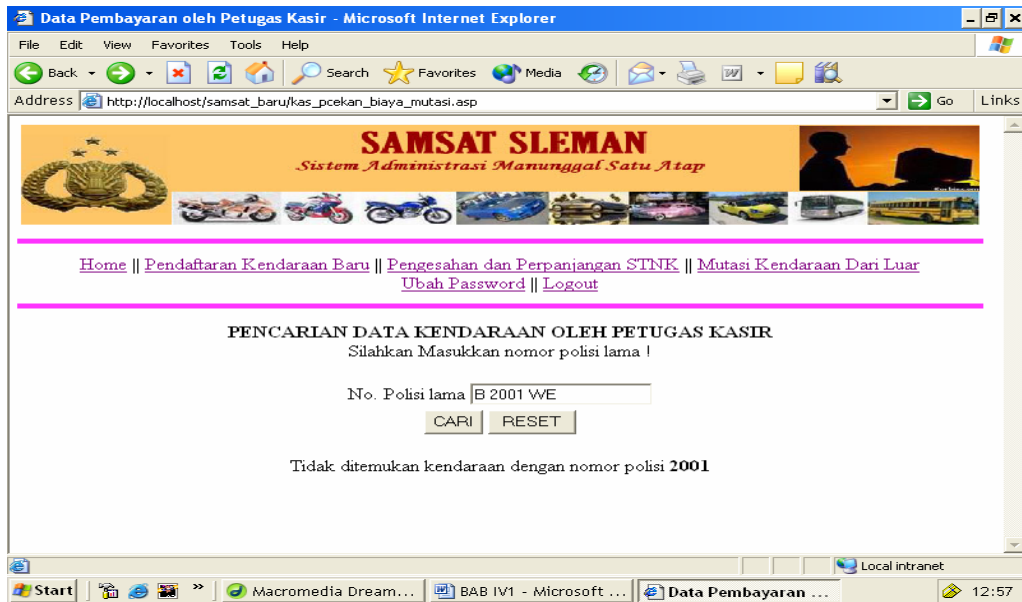 Data Pembayaran oleh Petugas Kasir - Microsoft Internet Explorer
File Edit View Favorites Tools Help
Back Search Favorites Media
Address http://localhost/samsat_baru/kas_pcekan_biaya_mutasi.asp Go Links
SAMSAT SLEMAN
Sistem Administrasi Manunggal Satu Atap
Home || Pendaftaran Kendaraan Baru || Pengesahan dan Perpanjangan STNK || Mutasi Kendaraan Dari Luar
Ubah Password || Logout
PENCARIAN DATA KENDARAAN OLEH PETUGAS KASIR
Silahkan Masukkan nomor polisi lama !
No. Polisi lama B 2001 WE
CARI RESET
Tidak ditemukan kendaraan dengan nomor polisi 2001
Local intranet
Start » Macromedia Dream... BAB IV1 - Microsoft ... Data Pembayaran ... 12:57